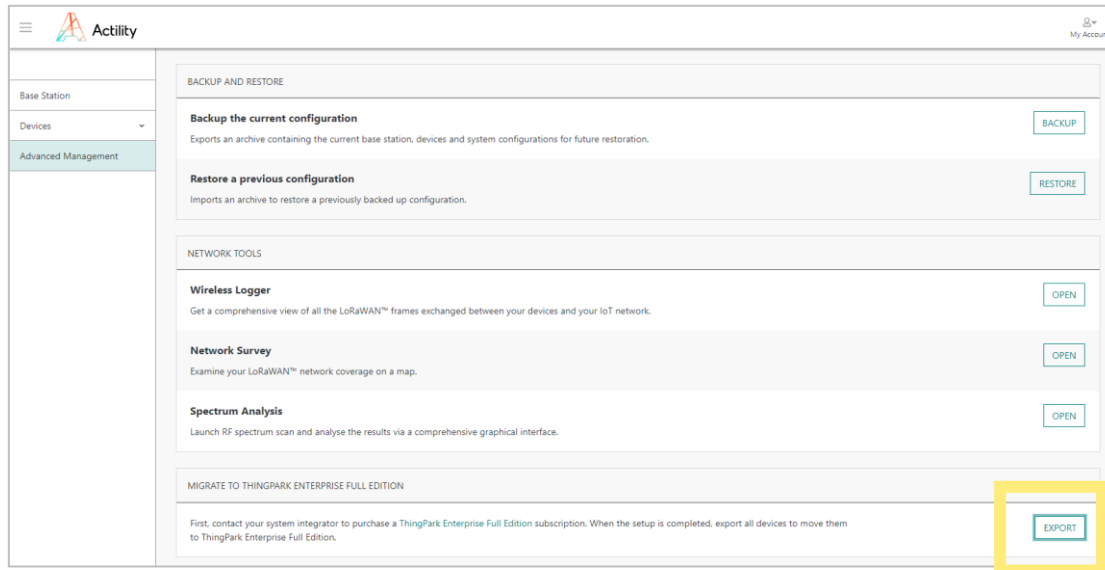 Actility
My Accour
Base Station
Devices
Advanced Management
BACKUP AND RESTORE
Backup the current configuration
Exports an archive containing the current base station, devices and system configurations for future restoration.
BACKUP
Restore a previous configuration
Imports an archive to restore a previously backed up configuration.
RESTORE
NETWORK TOOLS
Wireless Logger
Get a comprehensive view of all the LoRaWAN™ frames exchanged between your devices and your IoT network.
OPEN
Network Survey
Examine your LoRaWAN™ network coverage on a map.
OPEN
Spectrum Analysis
Launch RF spectrum scan and analyse the results via a comprehensive graphical interface.
OPEN
MIGRATE TO THINGPARK ENTERPRISE FULL EDITION
First, contact your system integrator to purchase a ThingPark Enterprise Full Edition subscription. When the setup is completed, export all devices to move them
to ThingPark Enterprise Full Edition.
EXPORT